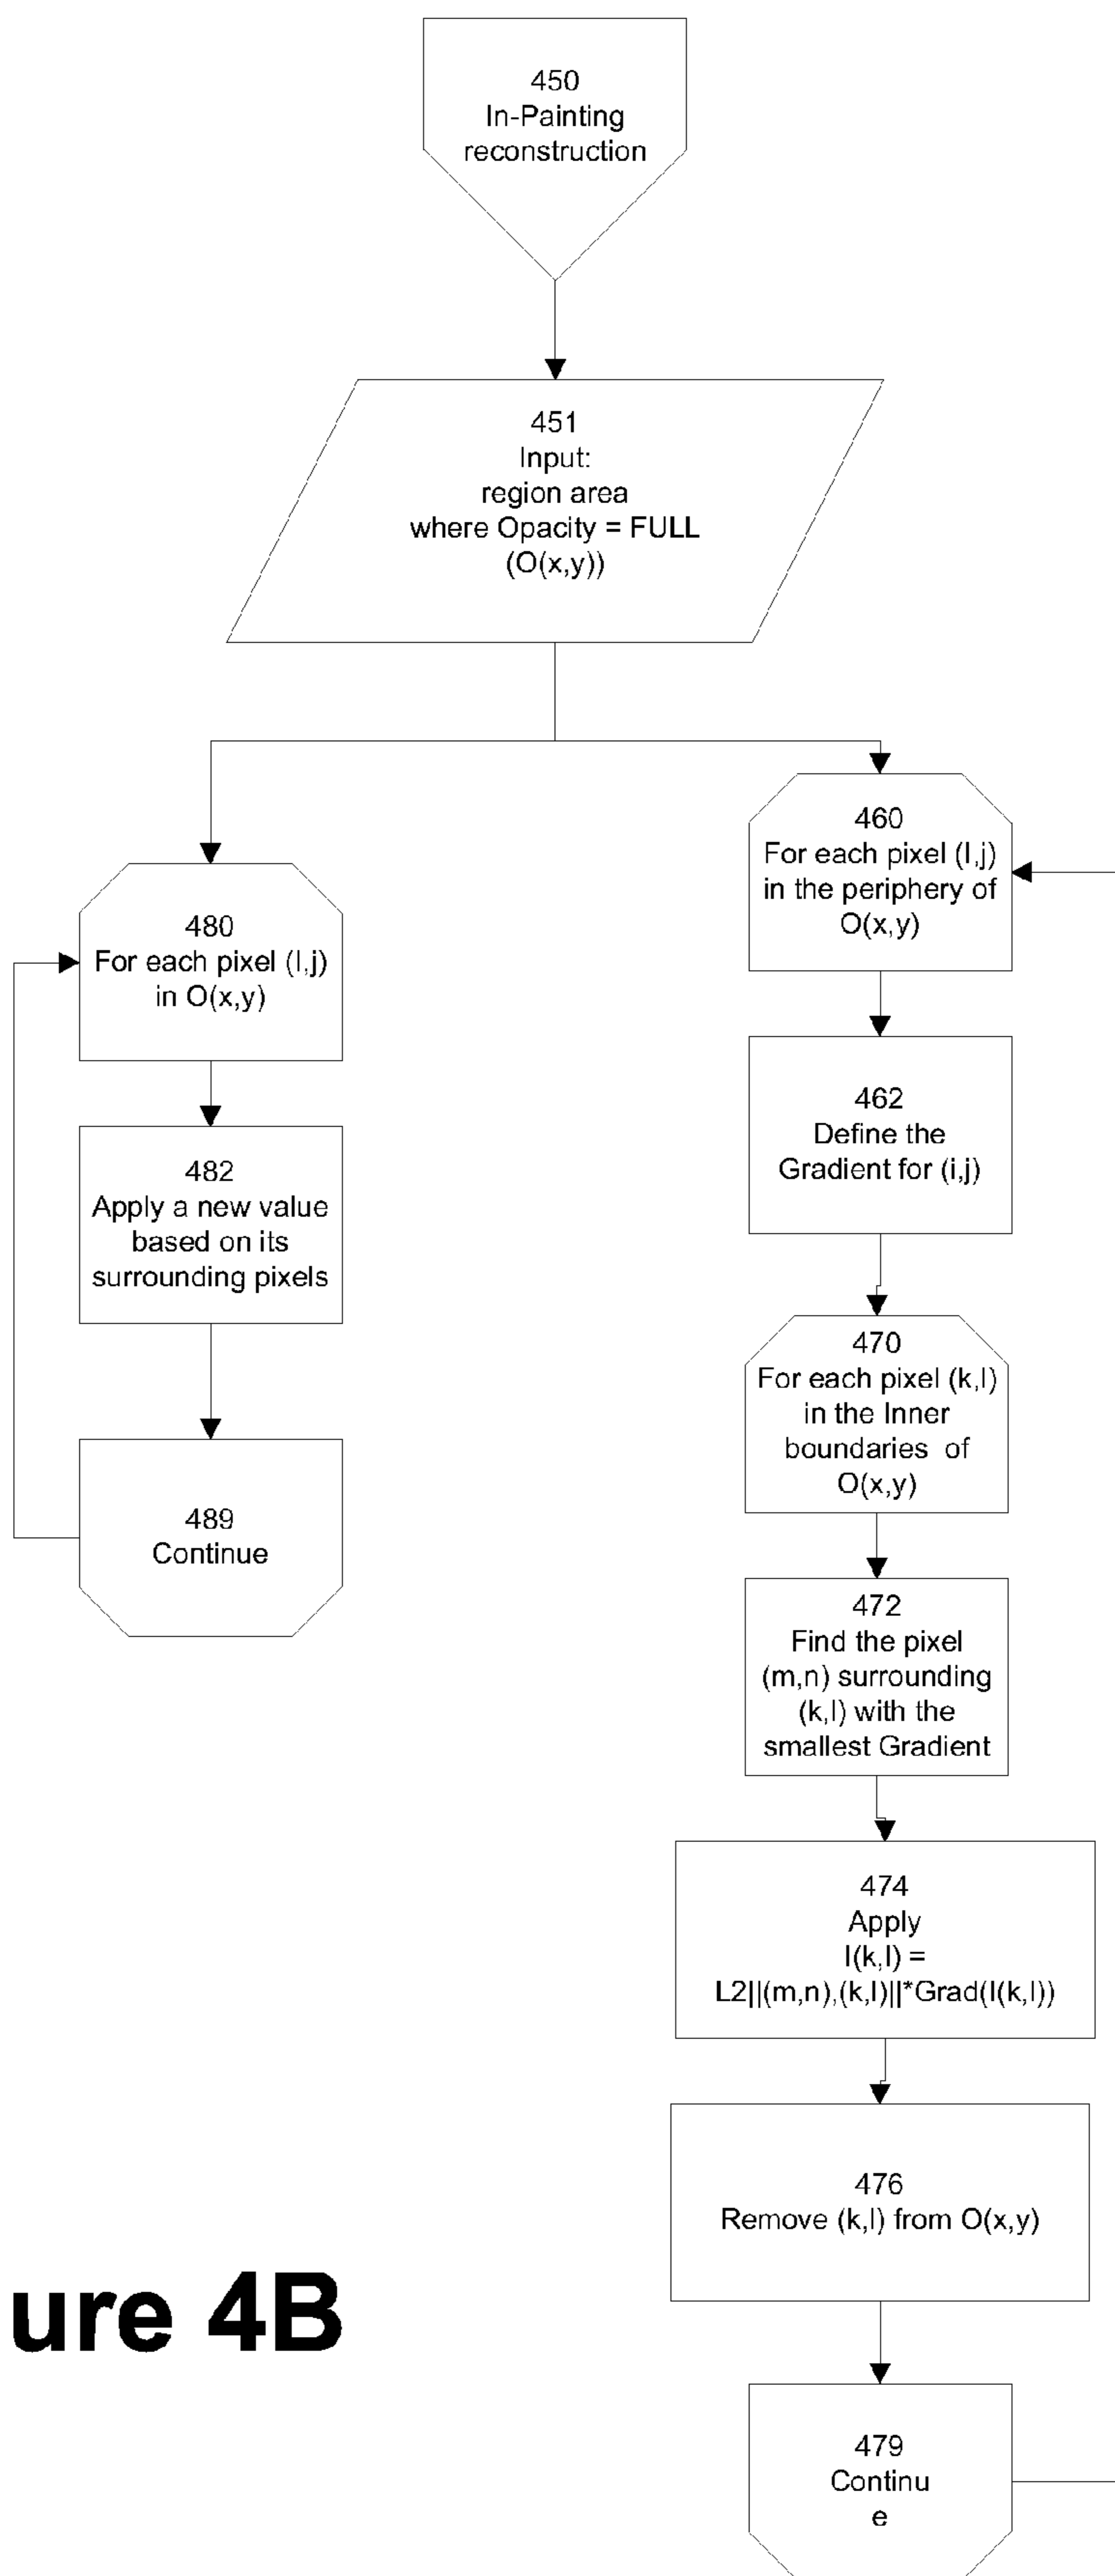 450
In-Painting
reconstruction
451
Input:
region area
where Opacity = FULL
(O(x,y))
480
For each pixel (I,j)
in O(x,y)
482
Apply a new value
based on its
surrounding pixels
489
Continue
460
For each pixel (I,j)
in the periphery of
O(x,y)
462
Define the
Gradient for (i,j)
470
For each pixel (k,l)
in the Inner
boundaries of
O(x,y)
472
Find the pixel
(m,n) surrounding
(k,l) with the
smallest Gradient
474
Apply
I(k,l) =
L2||(m,n),(k,l)||*Grad(I(k,l))
476
Remove (k,l) from O(x,y)
479
Continu
e
ure 4B